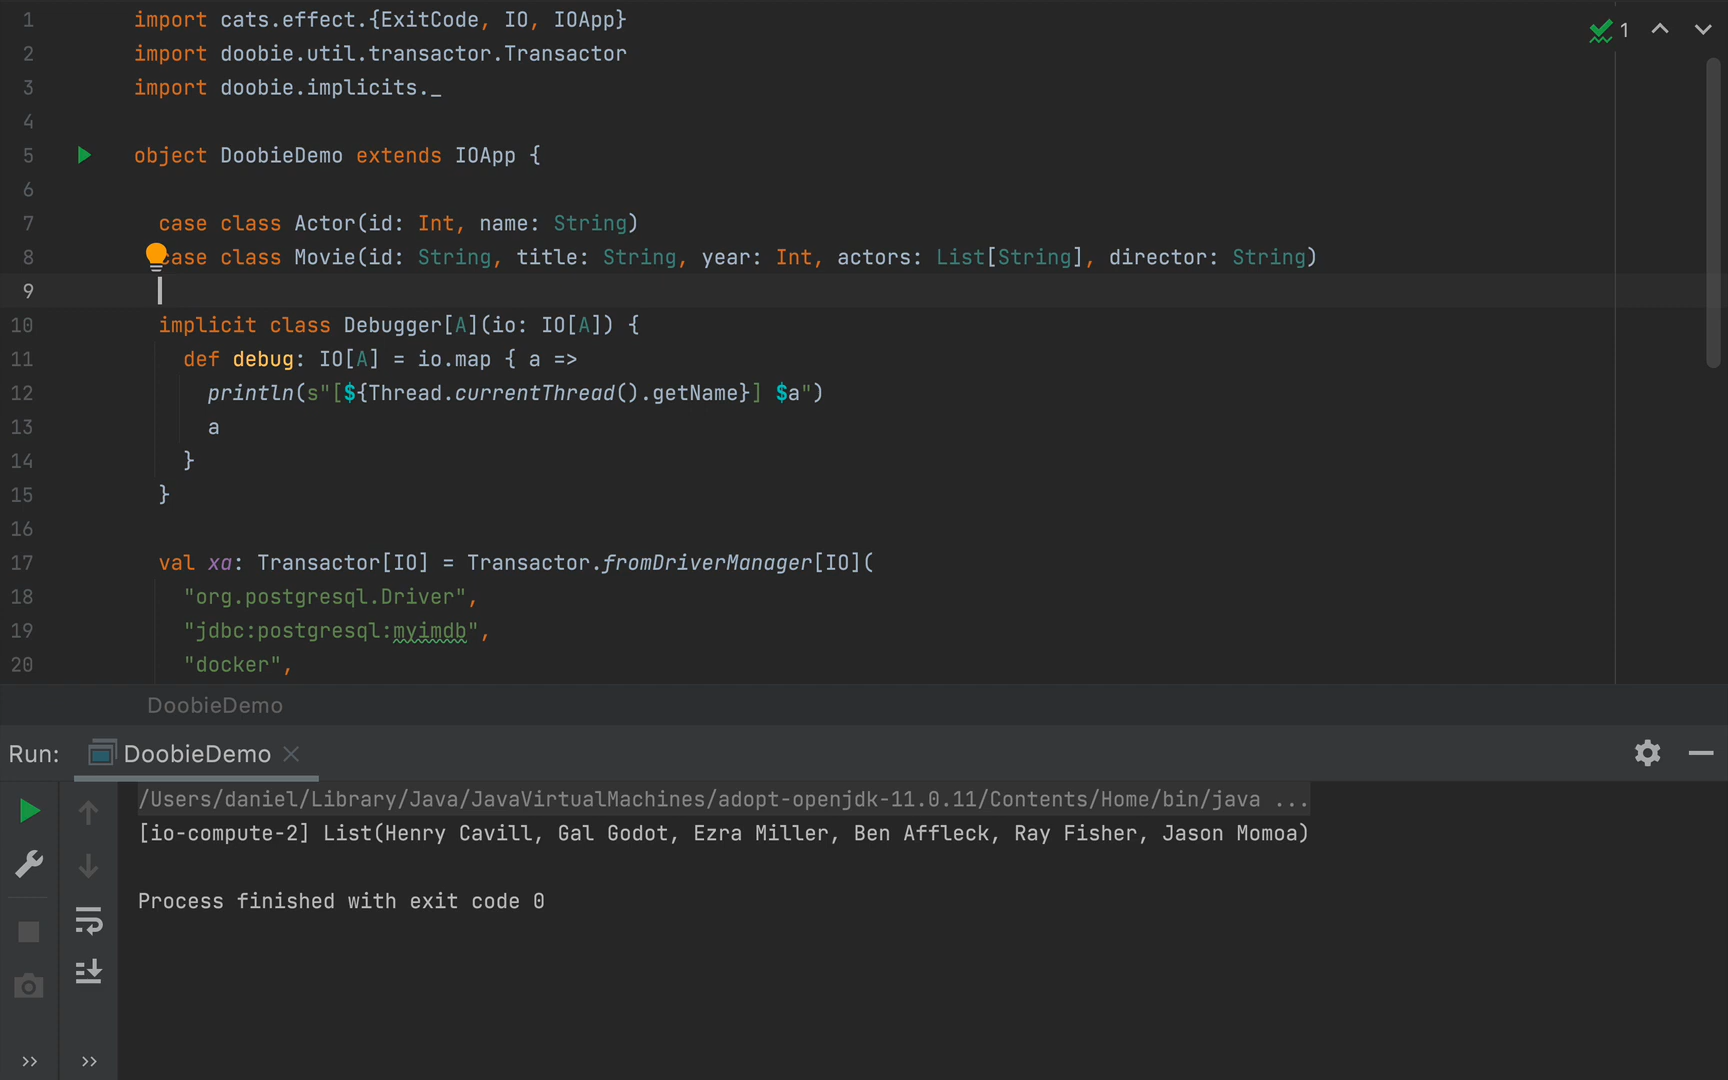 1 import cats.effect.{ExitCode, IO, IOApp}
2 import doobie.util.transactor.Transactor
3 import doobie.implicits._
4
5 object DoobieDemo extends IOApp {
6
7 case class Actor(id: Int, name: String)
8 case class Movie(id: String, title: String, year: Int, actors: List[String], director: String)
9
10 implicit class Debugger[A](io: IO[A]) {
11 def debug: IO[A] = io.map { a =>
12 println(s"[${Thread.currentThread().getName}] $a")
13 a
14 }
15 }
16
17 val xa: Transactor[IO] = Transactor.fromDriverManager[IO](
18 "org.postgresql.Driver",
19 "jdbc:postgresql:myimdb",
20 "docker",
1
DoobieDemo
Run: DoobieDemo
/Users/daniel/Library/Java/JavaVirtualMachines/adopt-openjdk-11.0.11/Contents/Home/bin/java ...
[io-compute-2] List(Henry Cavill, Gal Godot, Ezra Miller, Ben Affleck, Ray Fisher, Jason Momoa)
Process finished with exit code 0